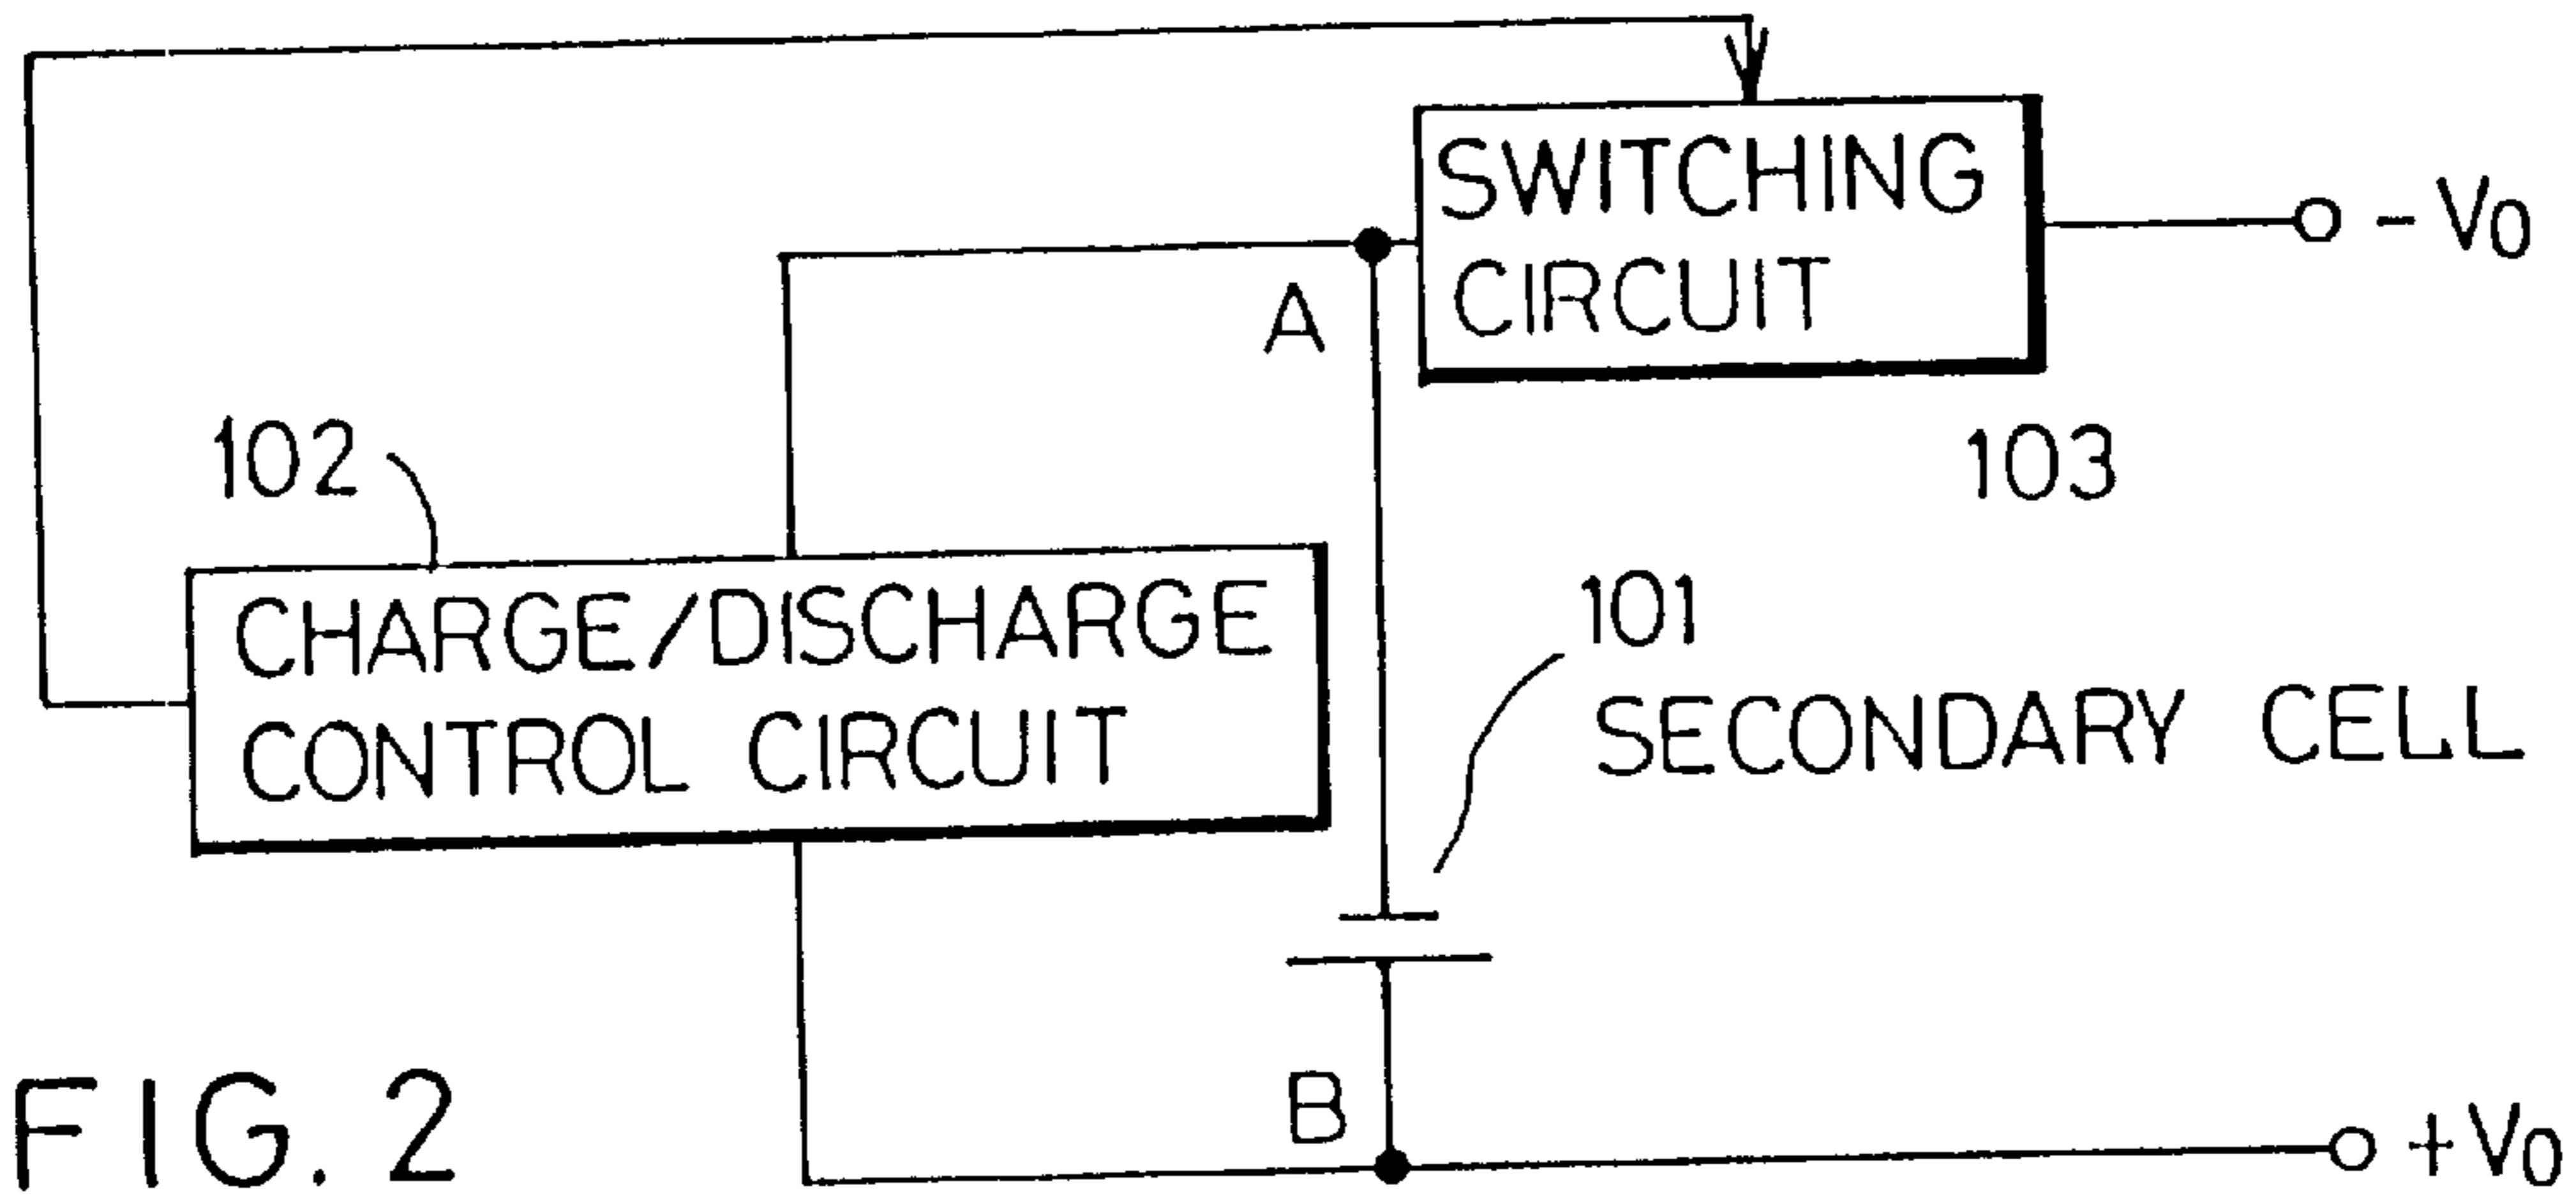 SWITCHING
CIRCUIT
- V0
A
102
103
CHARGE/DISCHARGE
CONTROL CIRCUIT
101
SECONDARY CELL
B
FIG. 2
+V0